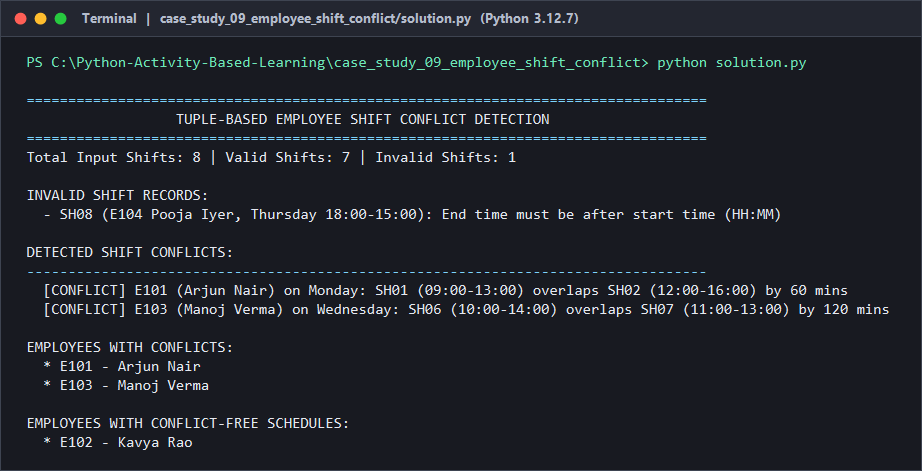 Terminal | case_study_09_employee_shift_conflict/solution.py (Python 3.12.7)
PS C:\Python-Activity-Based-Learning\case_study_09_employee_shift_conflict> python solution.py
==================================================================================
TUPLE-BASED EMPLOYEE SHIFT CONFLICT DETECTION
==================================================================================
Total Input Shifts: 8 | Valid Shifts: 7 | Invalid Shifts: 1
INVALID SHIFT RECORDS:
- SH08 (E104 Pooja Iyer, Thursday 18:00-15:00): End time must be after start time (HH:MM)
DETECTED SHIFT CONFLICTS:
----------------------------------------------------------------------------------
[CONFLICT] E101 (Arjun Nair) on Monday: SH01 (09:00-13:00) overlaps SH02 (12:00-16:00) by 60 mins
[CONFLICT] E103 (Manoj Verma) on Wednesday: SH06 (10:00-14:00) overlaps SH07 (11:00-13:00) by 120 mins
EMPLOYEES WITH CONFLICTS:
* E101 - Arjun Nair
* E103 - Manoj Verma
EMPLOYEES WITH CONFLICT-FREE SCHEDULES:
* E102 - Kavya Rao